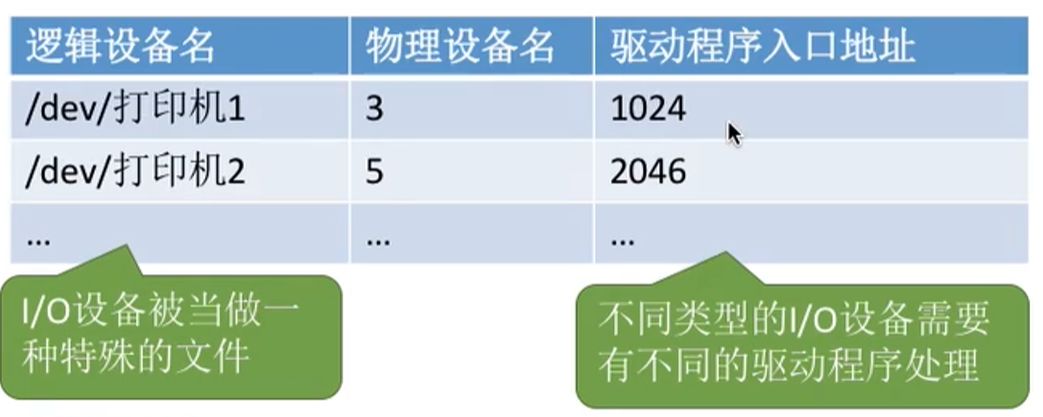 逻辑设备名 物理设备名 驱动程序入口地址
/dev/打印机1 3 1024
/dev/打印机2 5 2046
... ... ...
I/O设备被当做一
种特殊的文件
不同类型的I/O设备需要
有不同的驱动程序处理